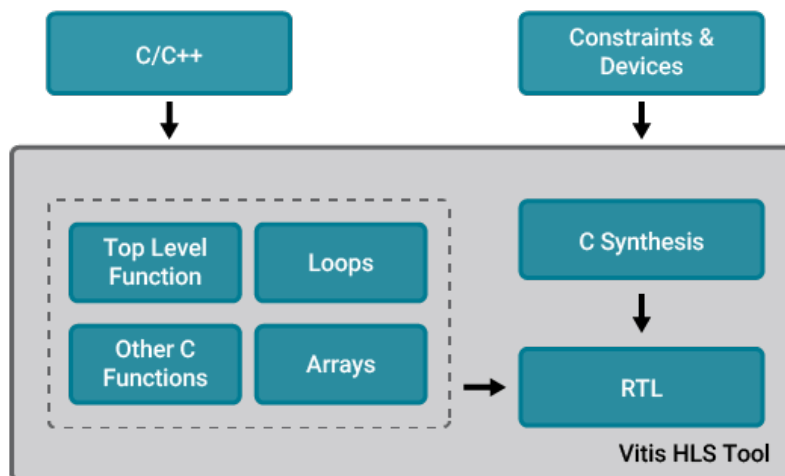 C/C++
Constraints &
Devices
Top Level
Function
Loops
C Synthesis
Other C
Functions
Arrays
RTL
Vitis HLS Tool